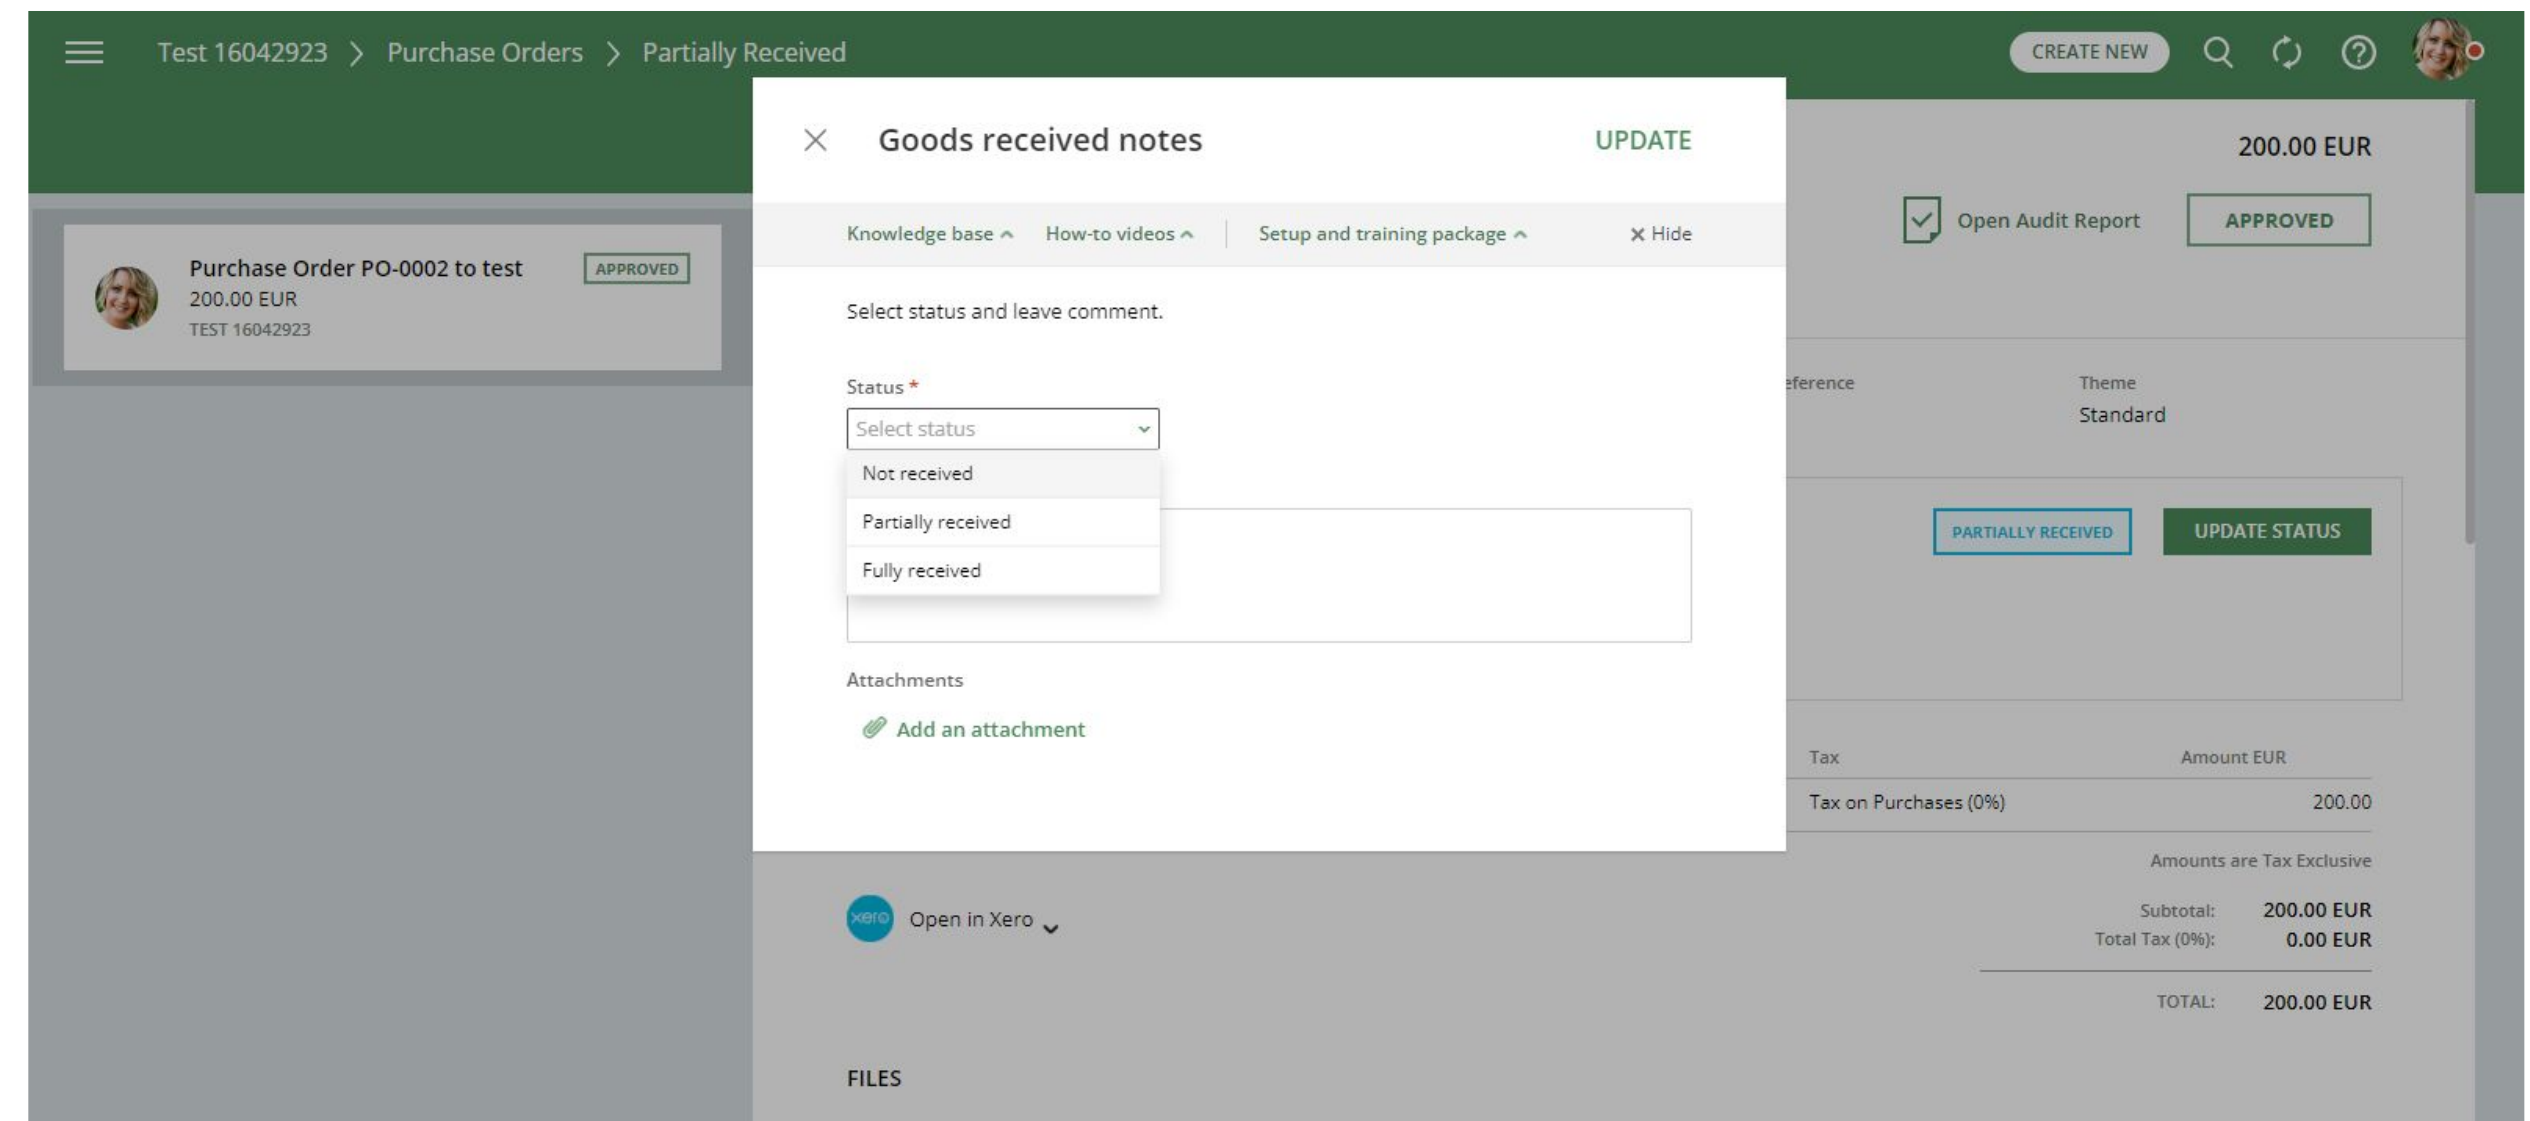 Test 16042923 > Purchase Orders > Partially Received
CREATE NEW
Goods received notes
UPDATE
200.00 EUR
Knowledge base
How-to videos
Setup and training package
× Hide
Open Audit Report
APPROVED
Purchase Order PO-0002 to test
APPROVED
200.00 EUR
TEST 16042923
Select status and leave comment.
Status *
Select status
Not received
Partially received
Fully received
eference
Theme
Standard
PARTIALLY RECEIVED
UPDATE STATUS
Attachments
Add an attachment
Tax
Amount EUR
Tax on Purchases (0%)
200.00
Amounts are Tax Exclusive
xero
Open in Xero
Subtotal: 200.00 EUR
Total Tax (0%): 0.00 EUR
TOTAL: 200.00 EUR
FILES